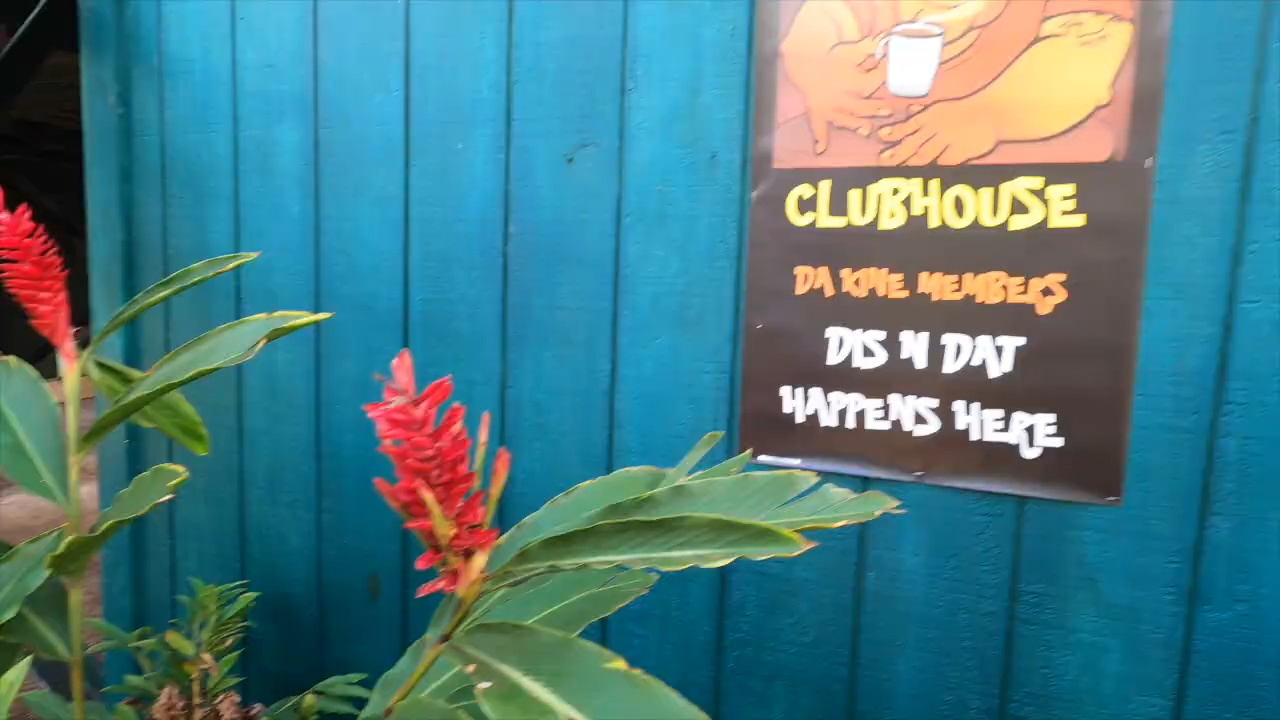 CLUBHOUSE
DA KINE MEMBERS
DIS N DAT
HAPPENS HERE